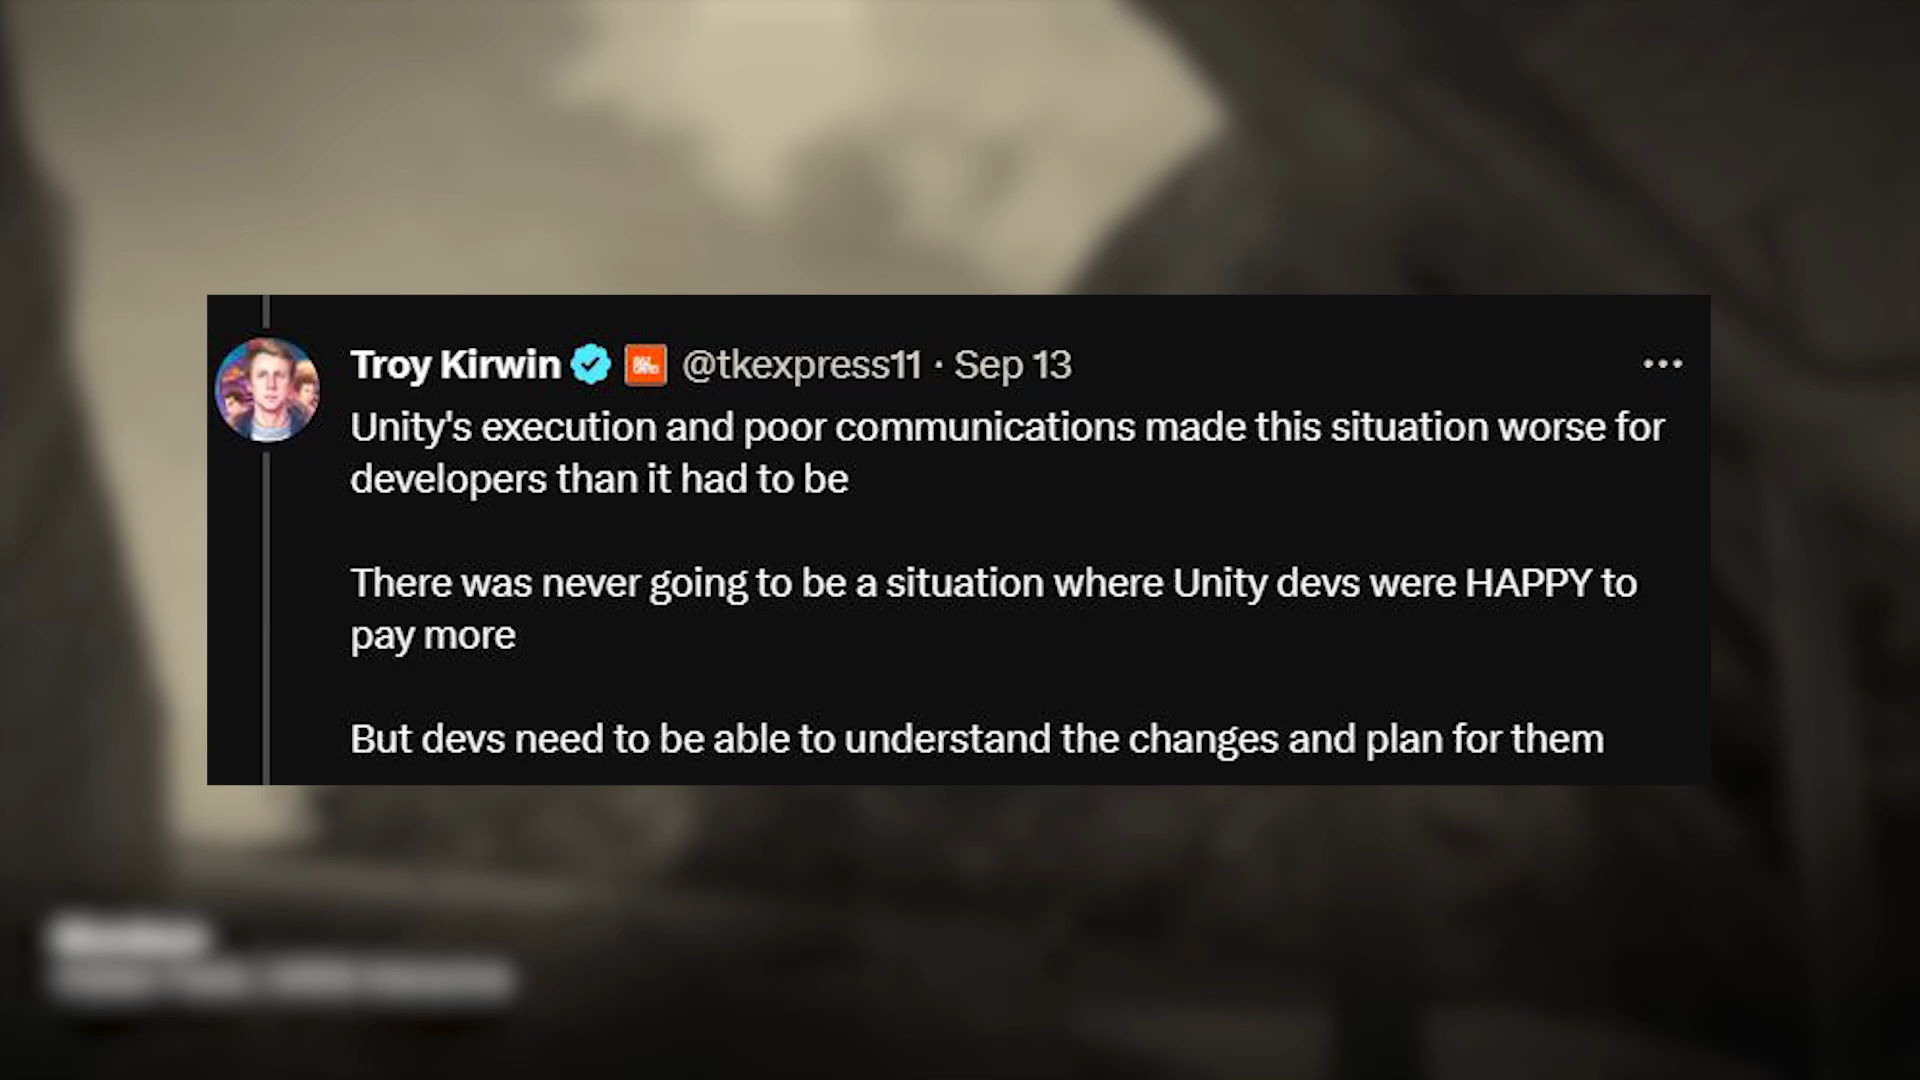 Troy Kirwin @tkexpress11 · Sep 13
Unity's execution and poor communications made this situation worse for
developers than it had to be
There was never going to be a situation where Unity devs were HAPPY to
pay more
But devs need to be able to understand the changes and plan for them